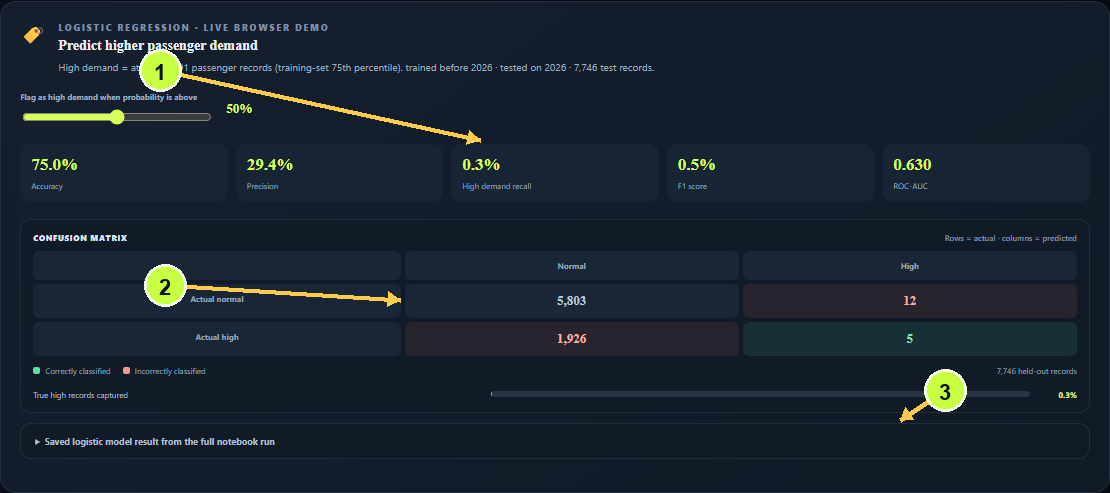 LOGISTIC REGRESSION · LIVE BROWSER DEMO
Predict higher passenger demand
High demand = at 91 passenger records (training-set 75th percentile). trained before 2026 · tested on 2026 · 7,746 test records.
1
Flag as high demand when probability is above
50%
75.0%
Accuracy
29.4%
Precision
0.3%
High demand recall
0.5%
F1 score
0.630
ROC-AUC
CONFUSION MATRIX
Rows = actual · columns = predicted
Normal
High
2
Actual normal
5,803
12
Actual high
1,926
5
Correctly classified
Incorrectly classified
7,746 held-out records
True high records captured
0.3%
3
▸ Saved logistic model result from the full notebook run